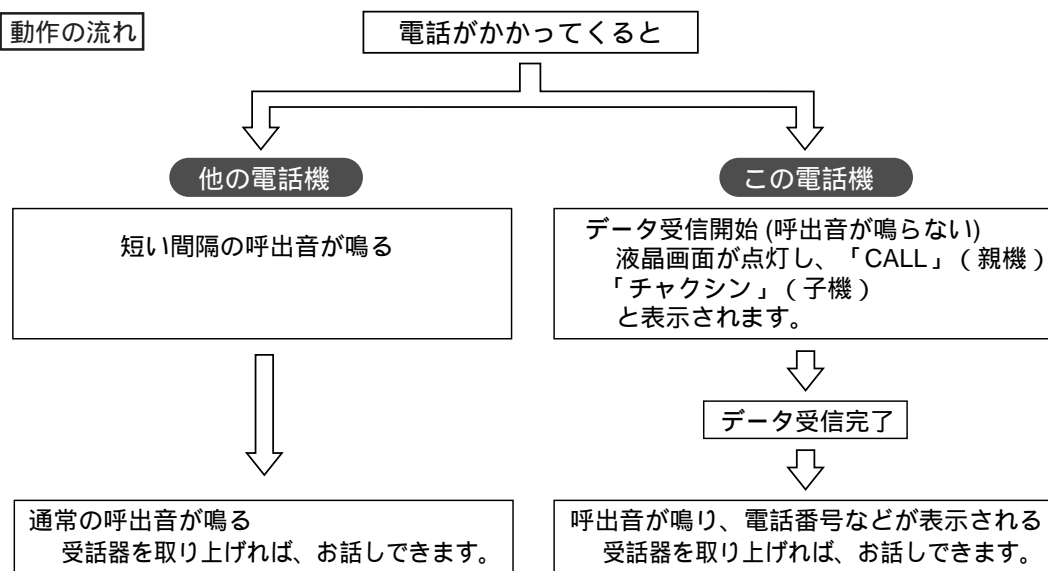 動作の流れ
電話がかかってくると
他の電話機
短い間隔の呼出音が鳴る
通常の呼出音が鳴る
受話器を取り上げれば、お話しできます。
この電話機
データ受信開始 (呼出音が鳴らない)
液晶画面が点灯し、「CALL」（親機）
「チャクシン」（子機）
と表示されます。
データ受信完了
呼出音が鳴り、電話番号などが表示される
受話器を取り上げれば、お話しできます。